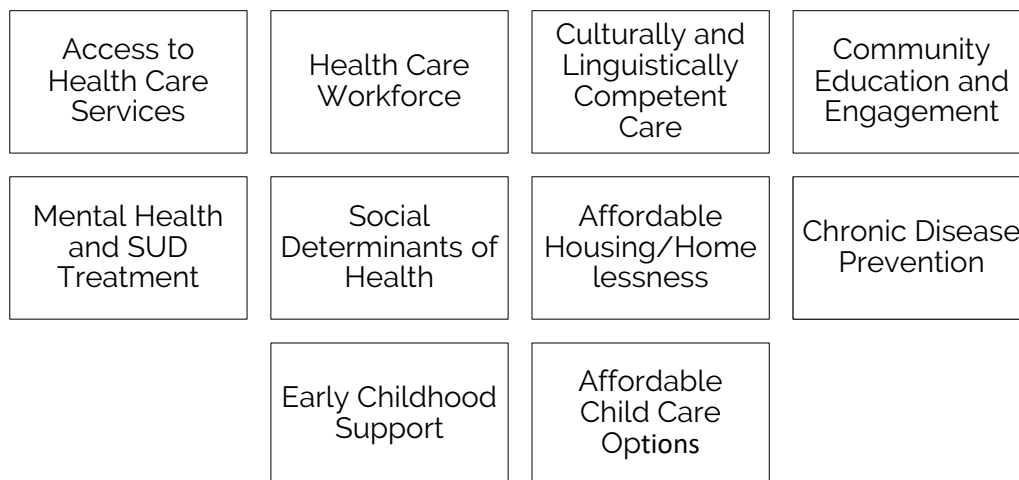 Access to
Health Care
Services
Health Care
Workforce
Culturally and
Linguistically
Competent
Care
Community
Education and
Engagement
Mental Health
and SUD
Treatment
Social
Determinants of
Health
Affordable
Housing/Home
lessness
Chronic Disease
Prevention
Early Childhood
Support
Affordable
Child Care
Options